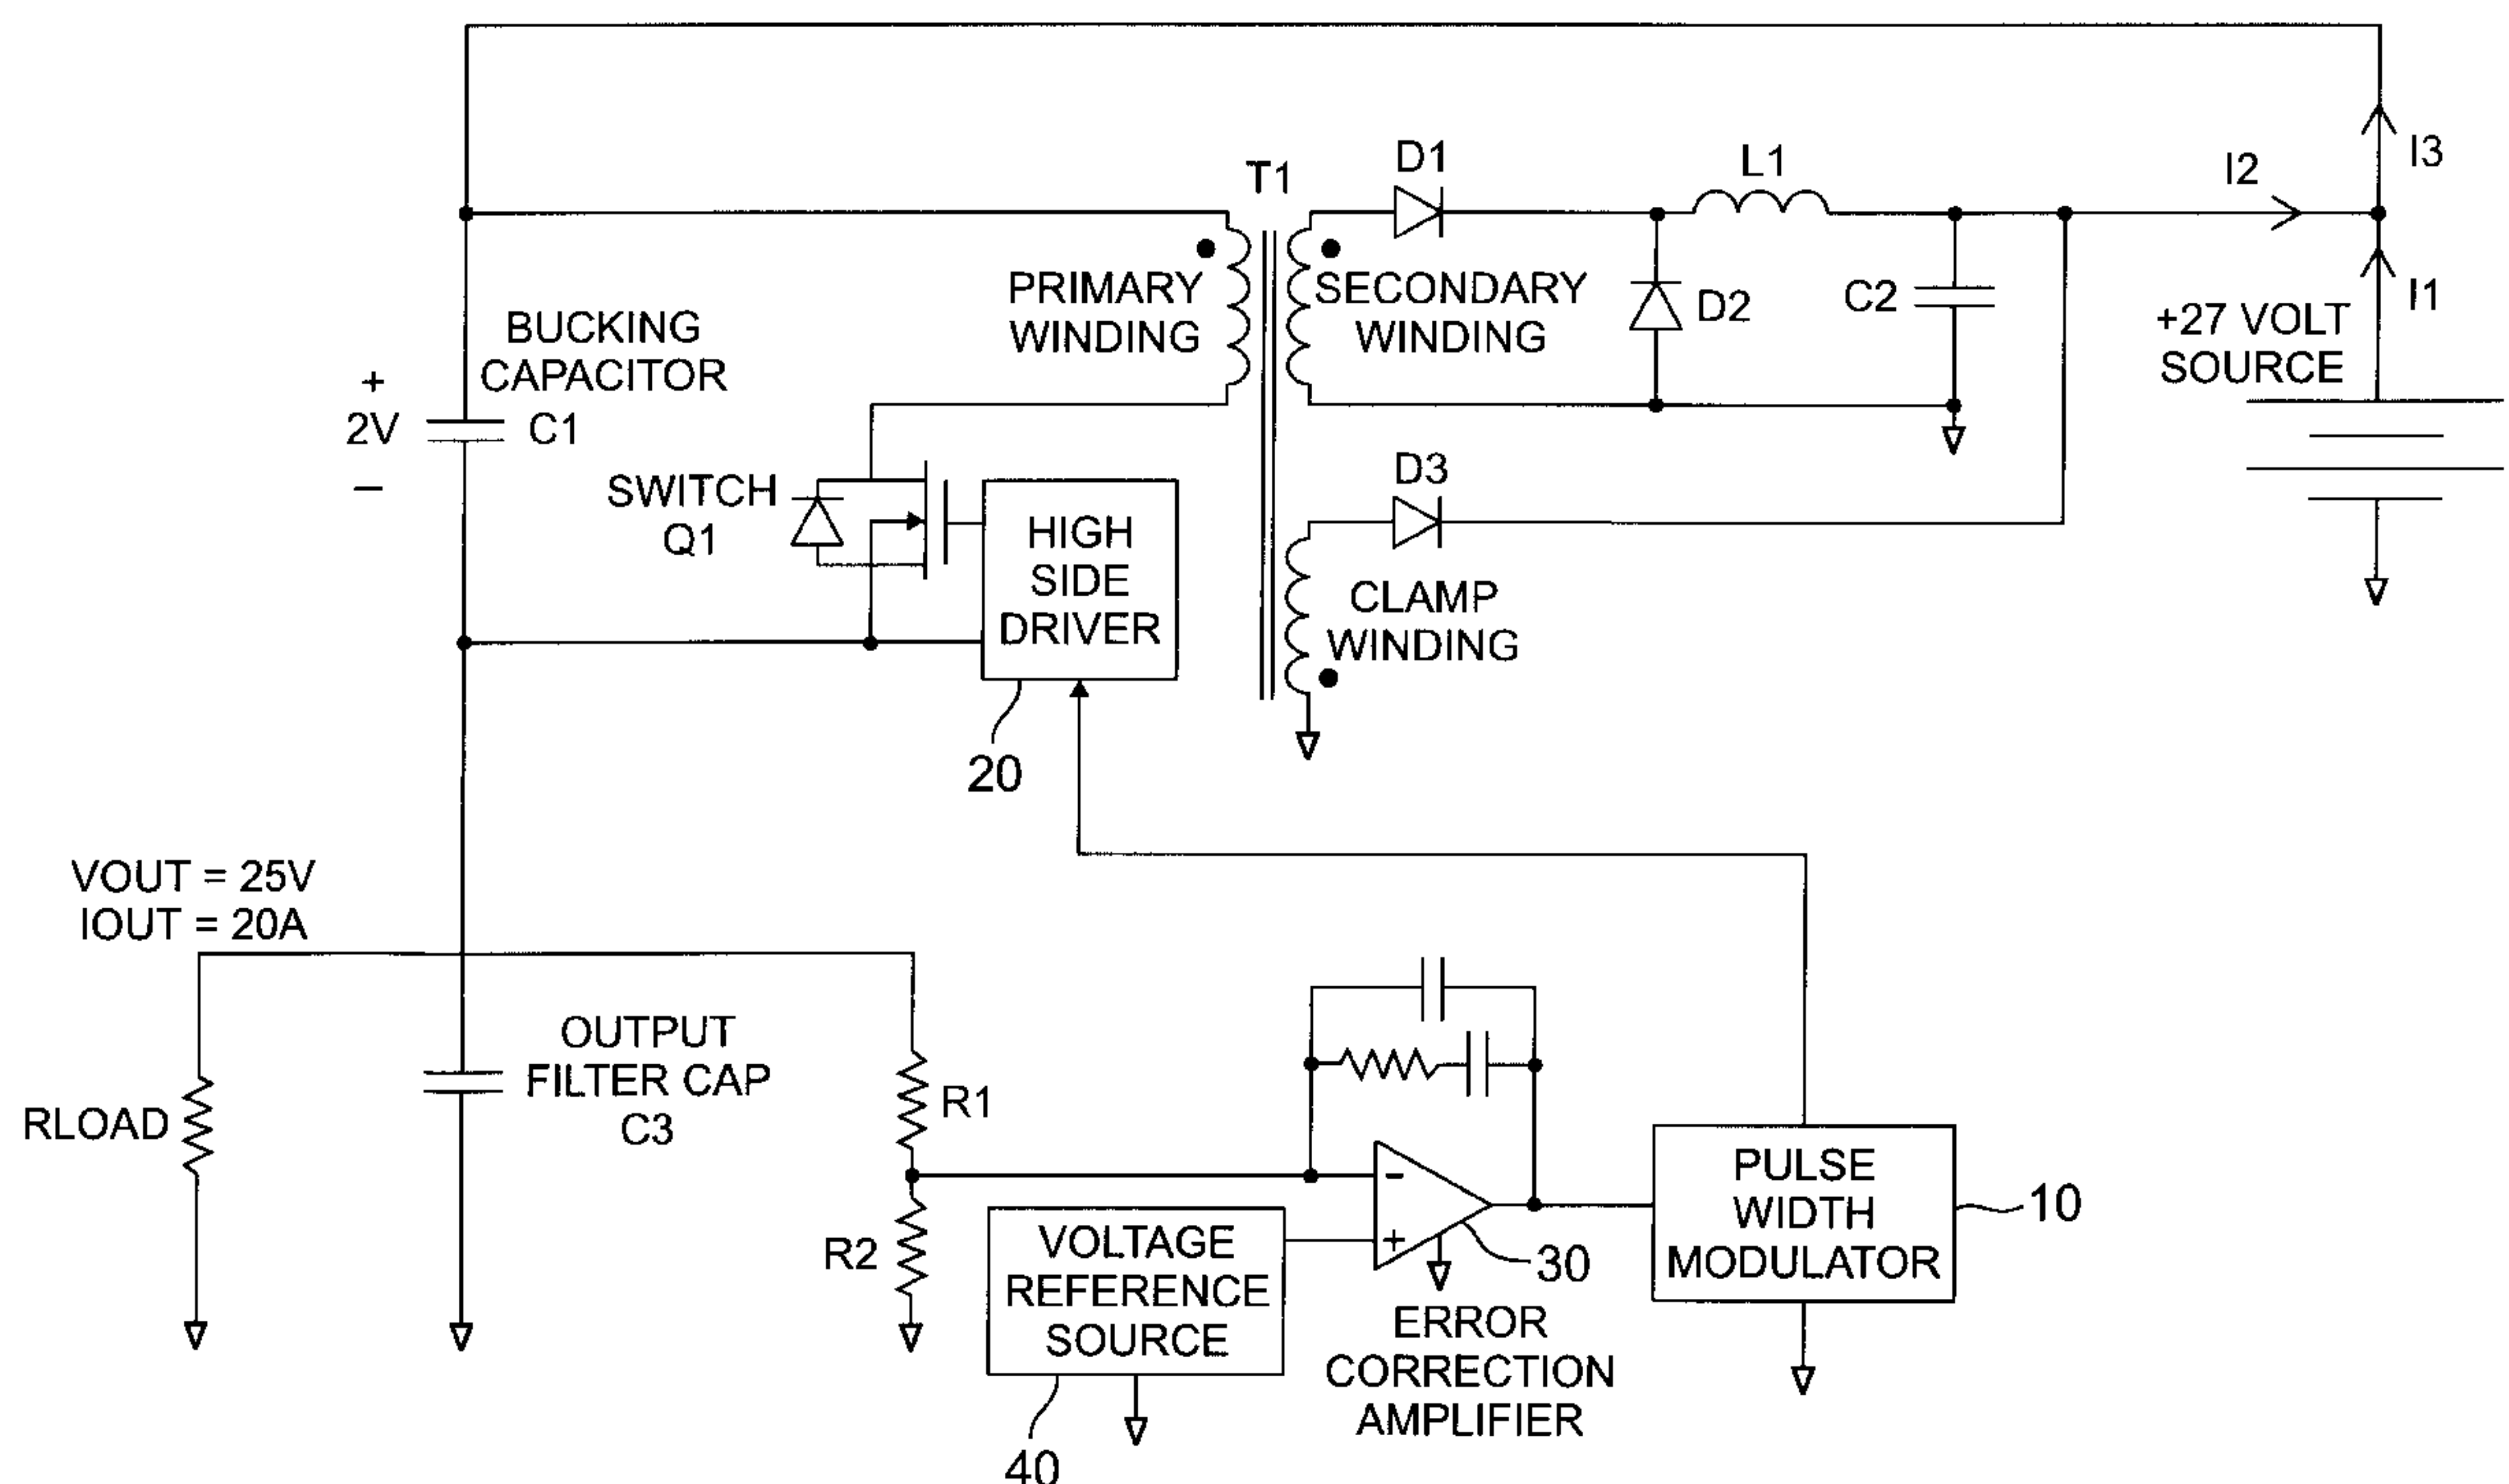 I3
I2
I1
+27 VOLT
SOURCE
T1
D1
L1
PRIMARY
WINDING
SECONDARY
WINDING
D2
C2
BUCKING
CAPACITOR
C1
+
2V
–
SWITCH
Q1
HIGH
SIDE
DRIVER
20
D3
CLAMP
WINDING
VOUT = 25V
IOUT = 20A
RLOAD
OUTPUT
FILTER CAP
C3
R1
R2
VOLTAGE
REFERENCE
SOURCE
40
-
+
30
ERROR
CORRECTION
AMPLIFIER
PULSE
WIDTH
MODULATOR
10